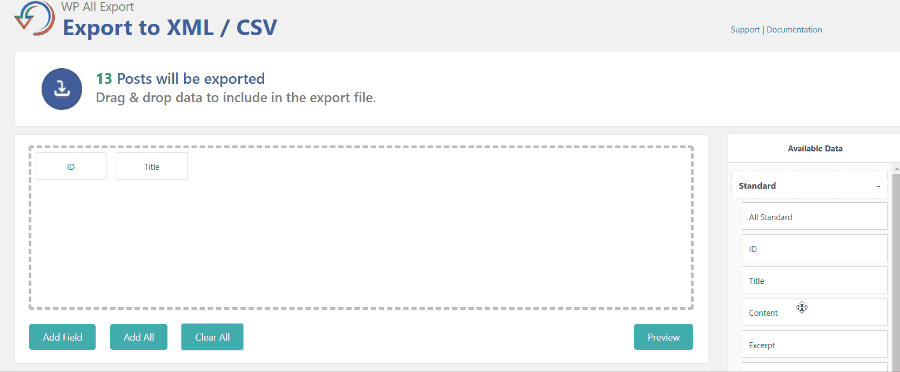 WP All Export
Export to XML / CSV
Support | Documentation
13 Posts will be exported
Drag & drop data to include in the export file.
ID
Title
Add Field
Add All
Clear All
Preview
Available Data
Standard -
All Standard
ID
Title
Content
Excerpt